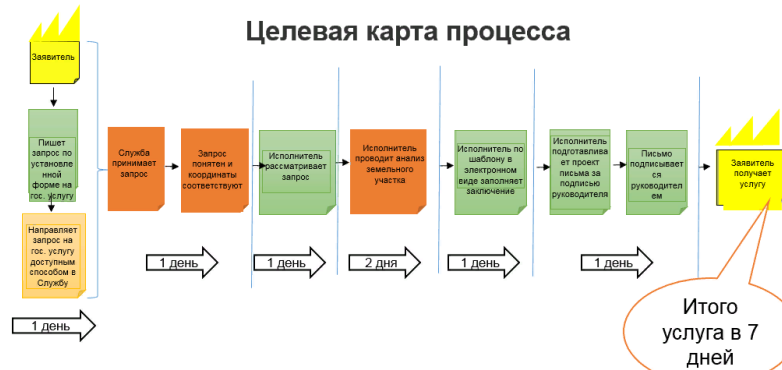 Целевая карта процесса
Заявитель
Пишет
запрос по
установле
нной
форме на
гос. услугу
Направляет
запрос на
гос. услугу
доступным
способом в
Службу
1 день
Служба
принимает
запрос
Запрос
понятен и
координаты
соответствуют
1 день
Исполнитель
рассматривает
запрос
1 день
Исполнитель
проводит анализ
земельного
участка
2 дня
Исполнитель по
шаблону в
электронном
виде заполняет
заключение
1 день
Исполнитель
подготавлива
ет проект
письма за
подписью
руководителя
Письмо
подписывает
ся
руководител
ем
1 день
Заявитель
получает
услугу
Итого
услуга в 7
дней